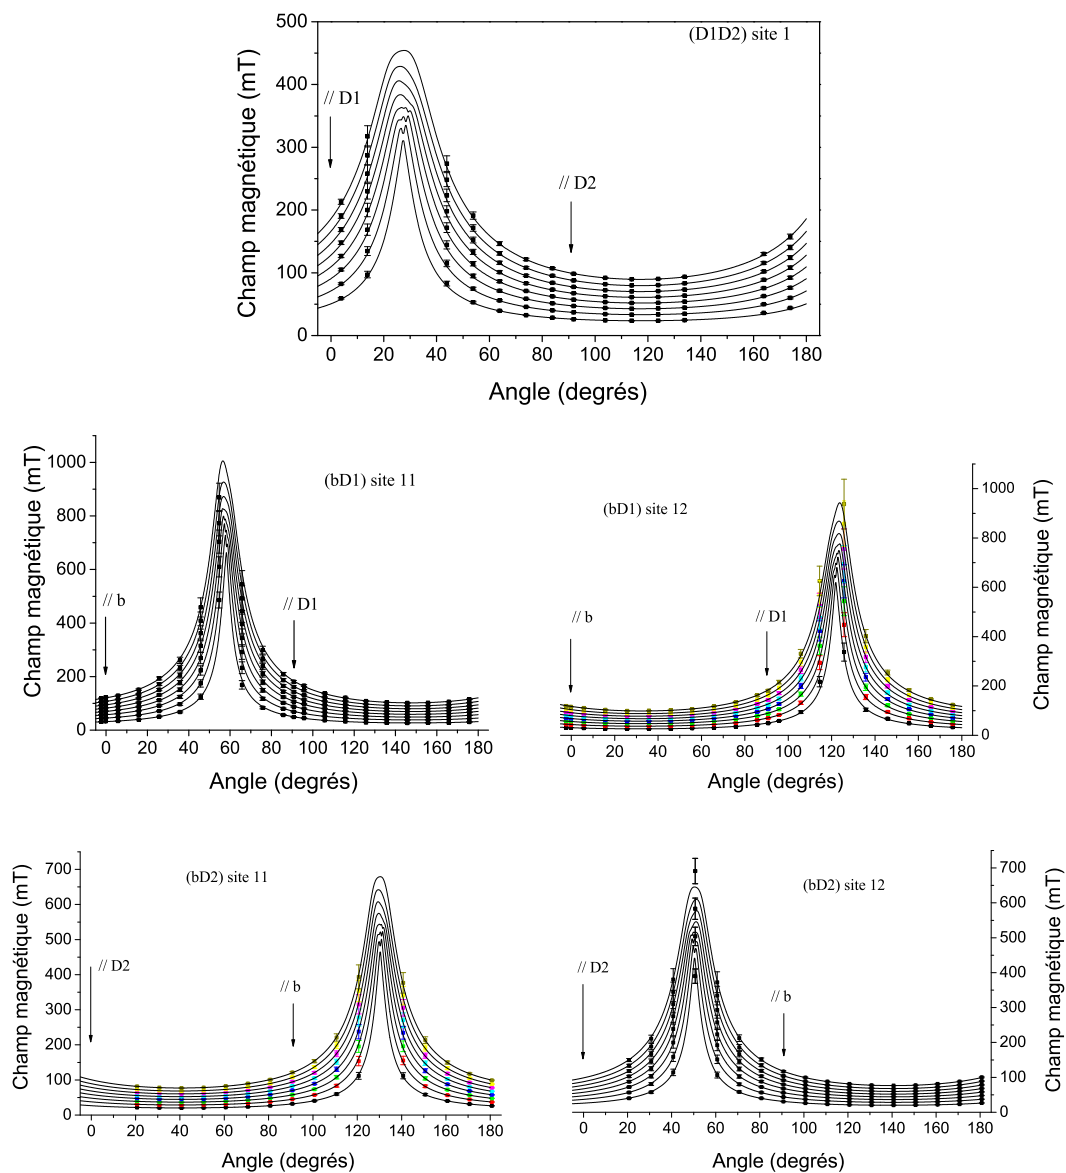 (D1D2) site 1
Champ magnétique (mT)
500
400
300
200
100
0
// D1
// D2
0 20 40 60 80 100 120 140 160 180
Angle (degrés)
(bD1) site 11
Champ magnétique (mT)
1000
800
600
400
200
0
// b
// D1
0 20 40 60 80 100 120 140 160 180
Angle (degrés)
(bD1) site 12
// b
// D1
1000
800
600
400
200
0
Champ magnétique (mT)
0 20 40 60 80 100 120 140 160 180
Angle (degrés)
(bD2) site 11
Champ magnétique (mT)
700
600
500
400
300
200
100
0
// D2
// b
0 20 40 60 80 100 120 140 160 180
Angle (degrés)
(bD2) site 12
// D2
// b
700
600
500
400
300
200
100
0
Champ magnétique (mT)
0 20 40 60 80 100 120 140 160 180
Angle (degrés)